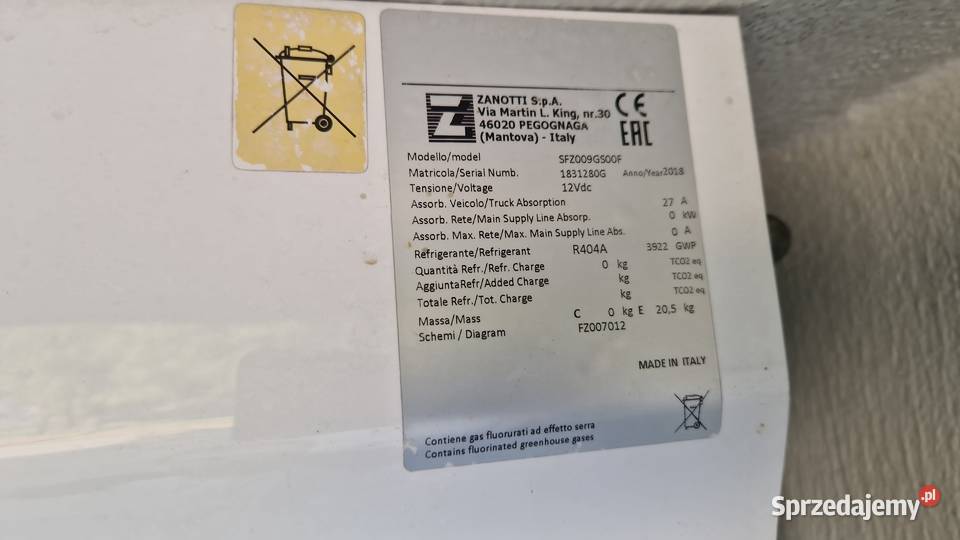 ZANOTTI S.p.A.
Via Martin L. King, nr.30
46020 PEGOGNAGA
(Mantova) - Italy
CE
EAC
Modello/model SFZ009GS00F
Matricola/Serial Numb. 1831280G Anno/Year2018
Tensione/Voltage 12Vdc
Assorb. Veicolo/Truck Absorption 27 A
Assorb. Rete/Main Supply Line Absorp. 0 kW
Assorb. Max. Rete/Max. Main Supply Line Abs. 0 A
Refrigerante/Refrigerant R404A 3922 GWP
Quantità Refr./Refr. Charge 0 kg TCO2 eq
AggiuntaRefr/Added Charge kg TCO2 eq
Totale Refr./Tot. Charge kg TCO2 eq
Massa/Mass C 0 kg E 20,5 kg
Schemi / Diagram FZ007012
MADE IN ITALY
Contiene gas fluorurati ad effetto serra
Contains fluorinated greenhouse gases
Sprzedajemy.pl